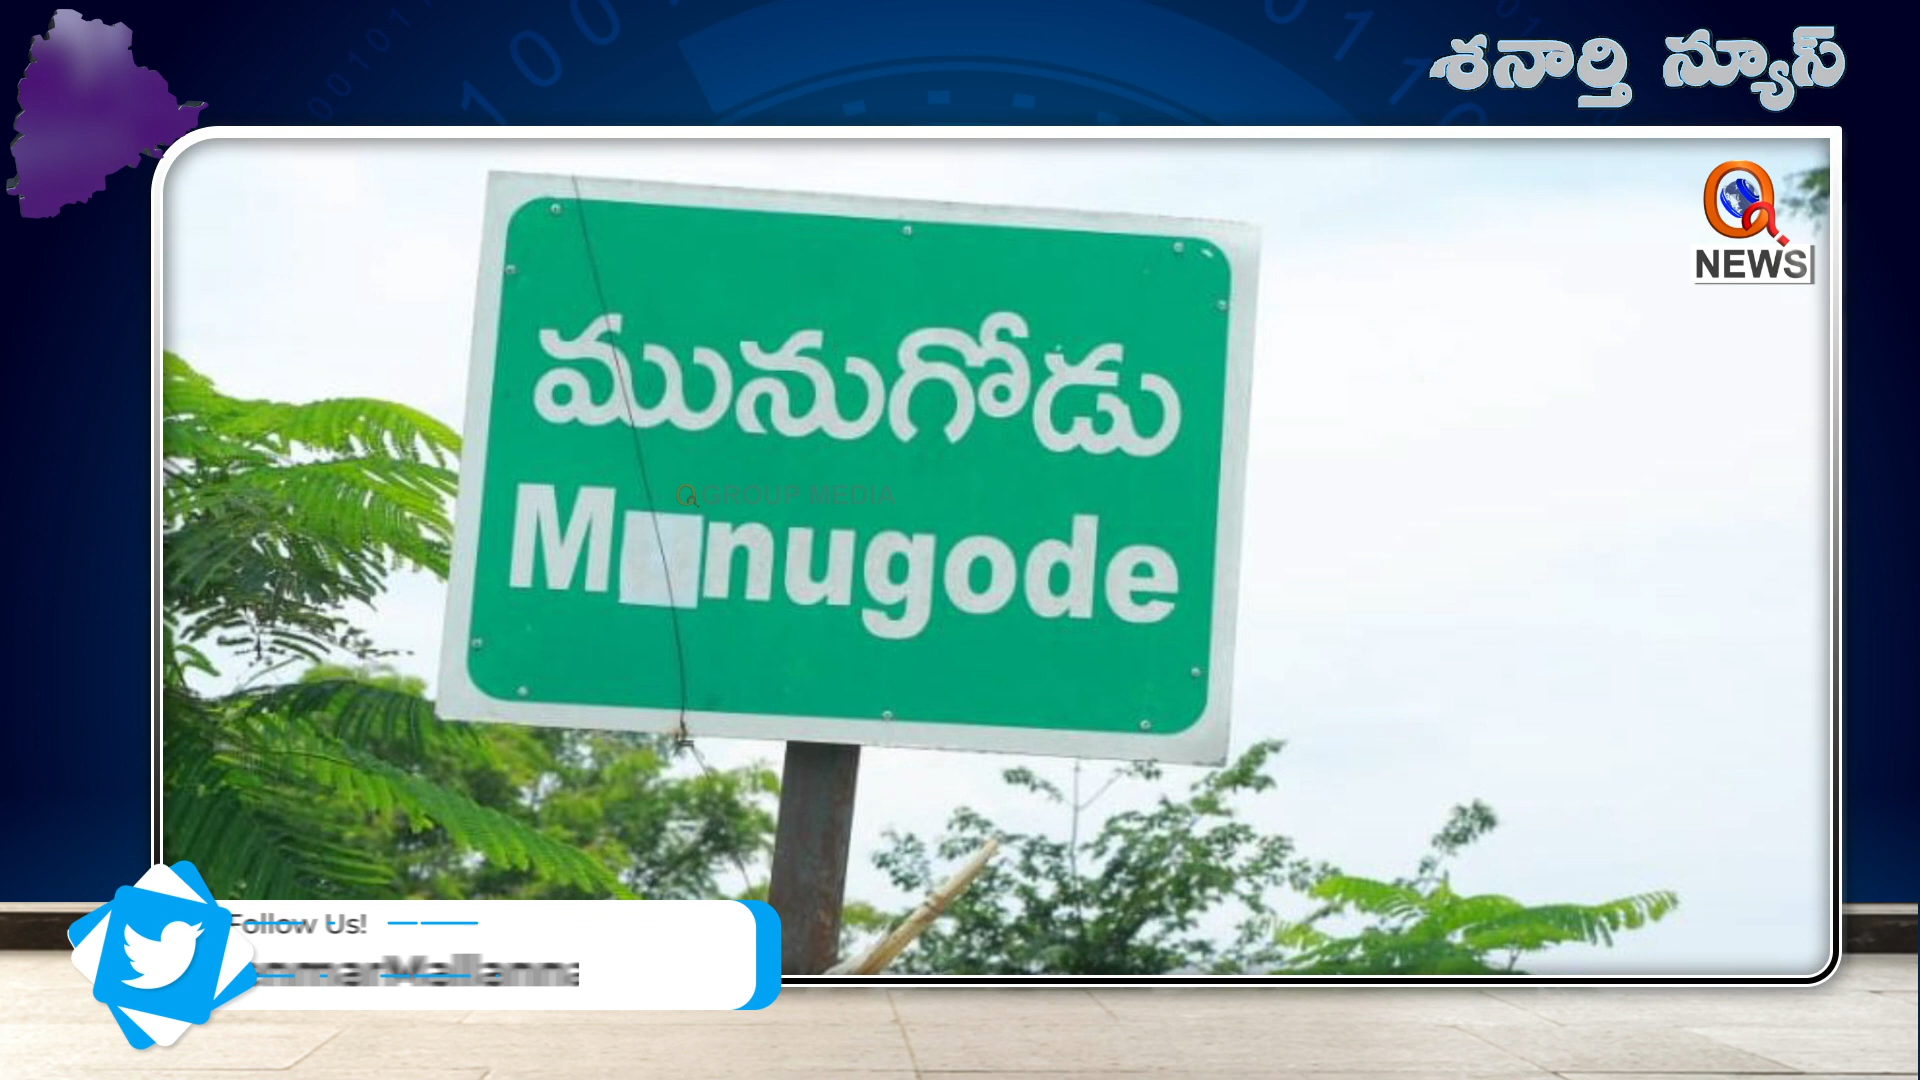 శనార్తి న్యూస్
Q
NEWS
మునుగోడు
GROUP MEDIA
M nugode
Follow Us!